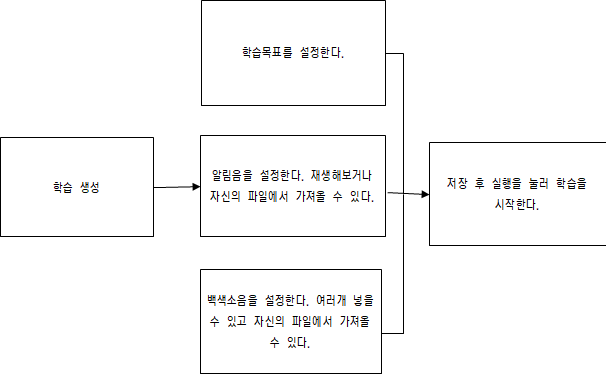 학습목표를 설정한다.
학습 생성
알림음을 설정한다. 재생해보거나
자신의 파일에서 가져올 수 있다.
저장 후 실행을 눌러 학습을
시작한다.
백색소음을 설정한다. 여러개 넣을
수 있고 자신의 파일에서 가져올
수 있다.